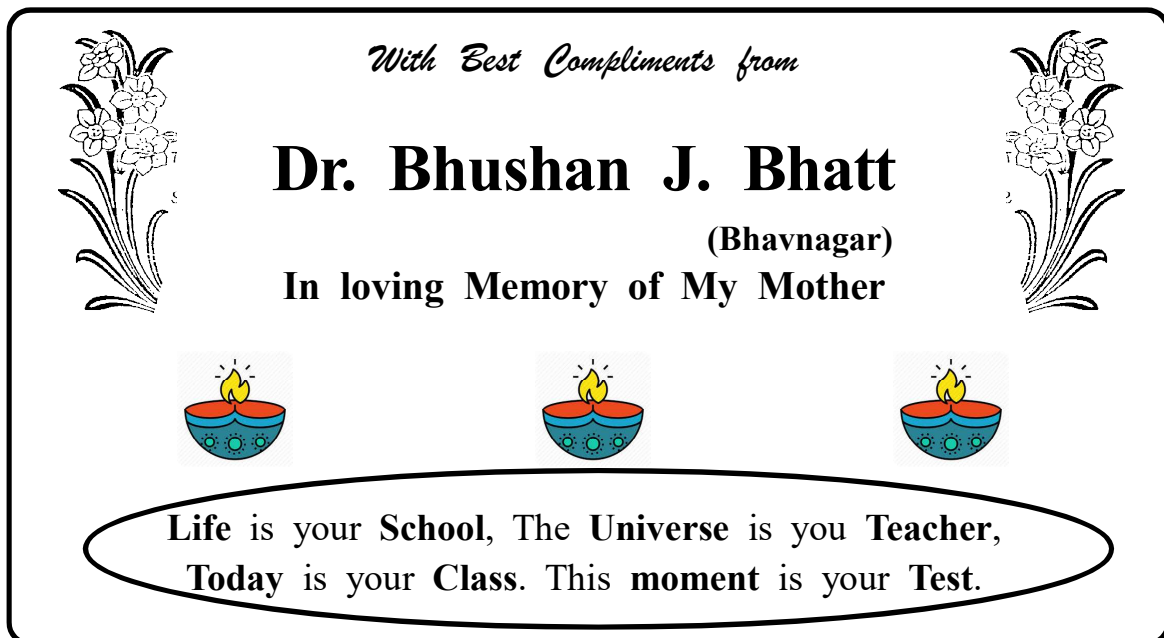 With Best Compliments from
Dr. Bhushan J. Bhatt
(Bhavnagar)
In loving Memory of My Mother
Life is your School, The Universe is you Teacher,
Today is your Class. This moment is your Test.